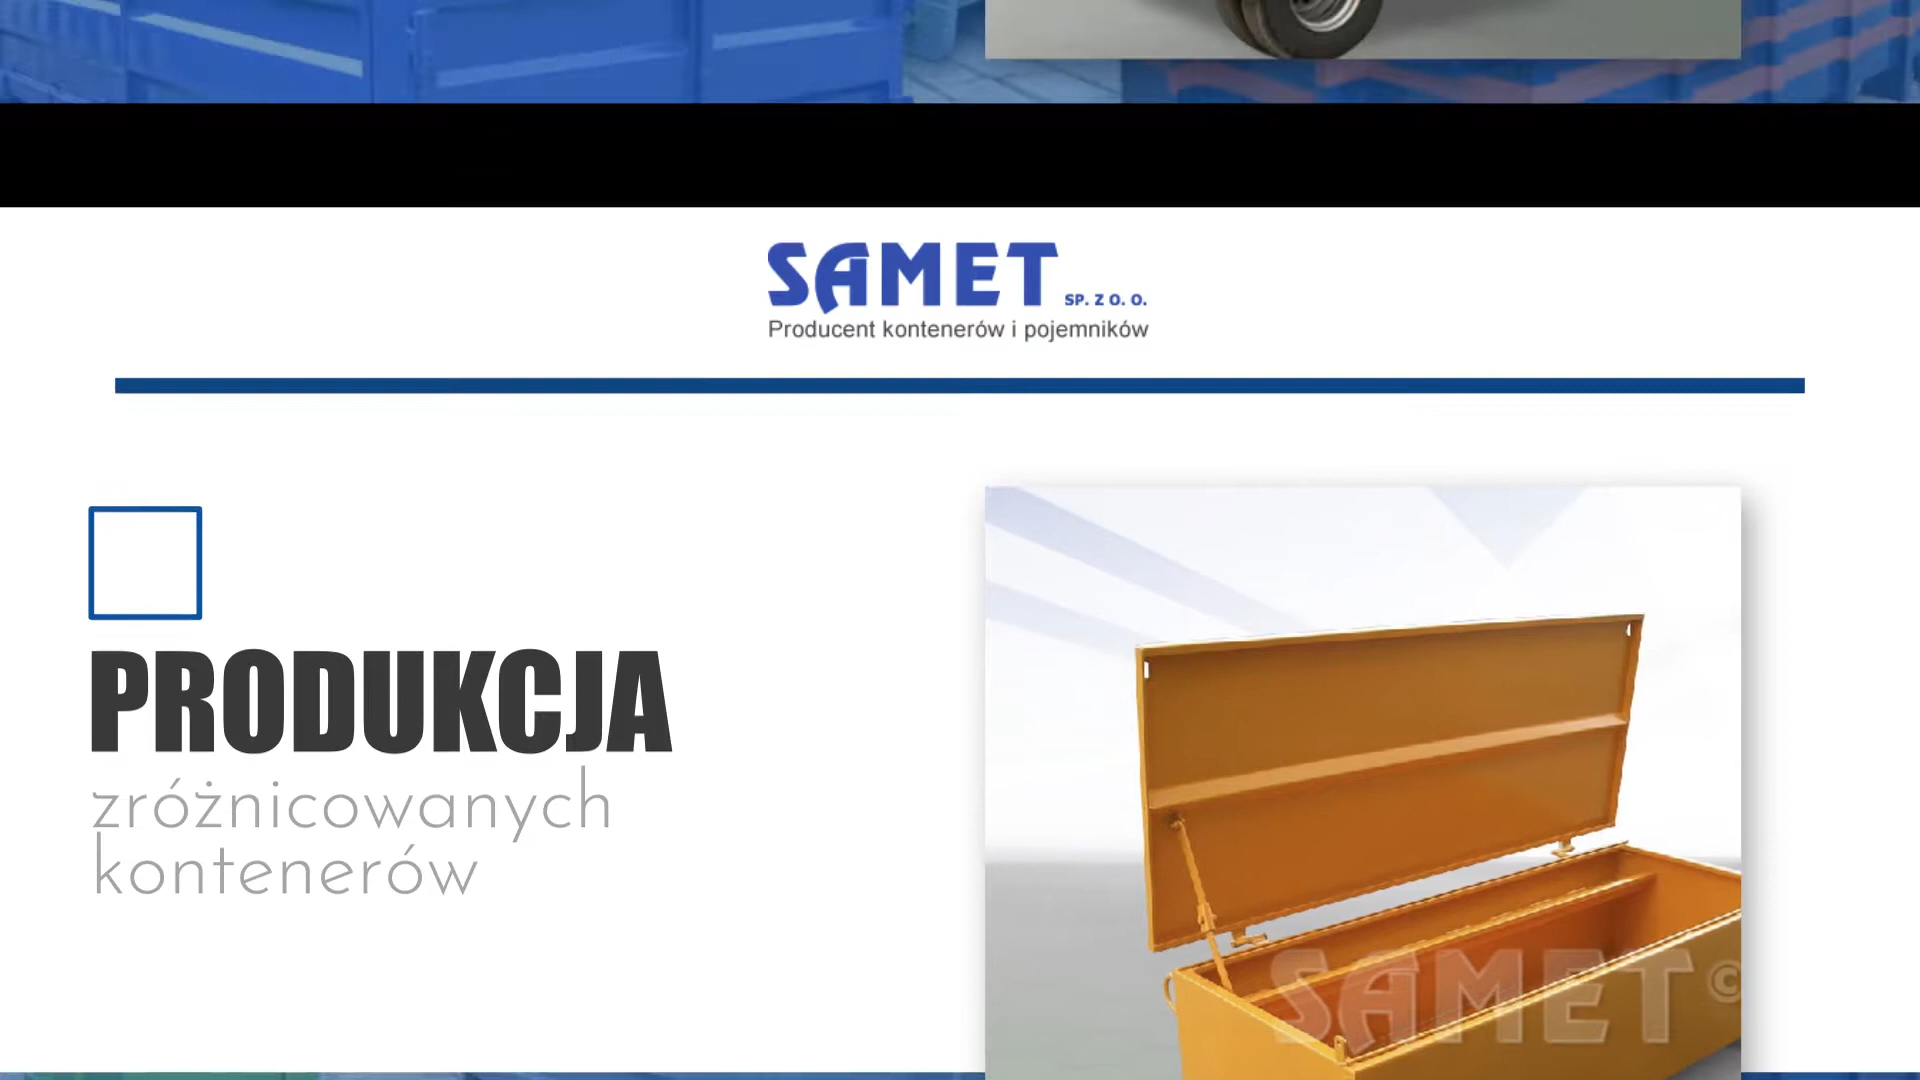 SAMET SP. Z O. O.
Producent kontenerów i pojemników
PRODUKCJA
zróżnicowanych
kontenerów
SAMET©